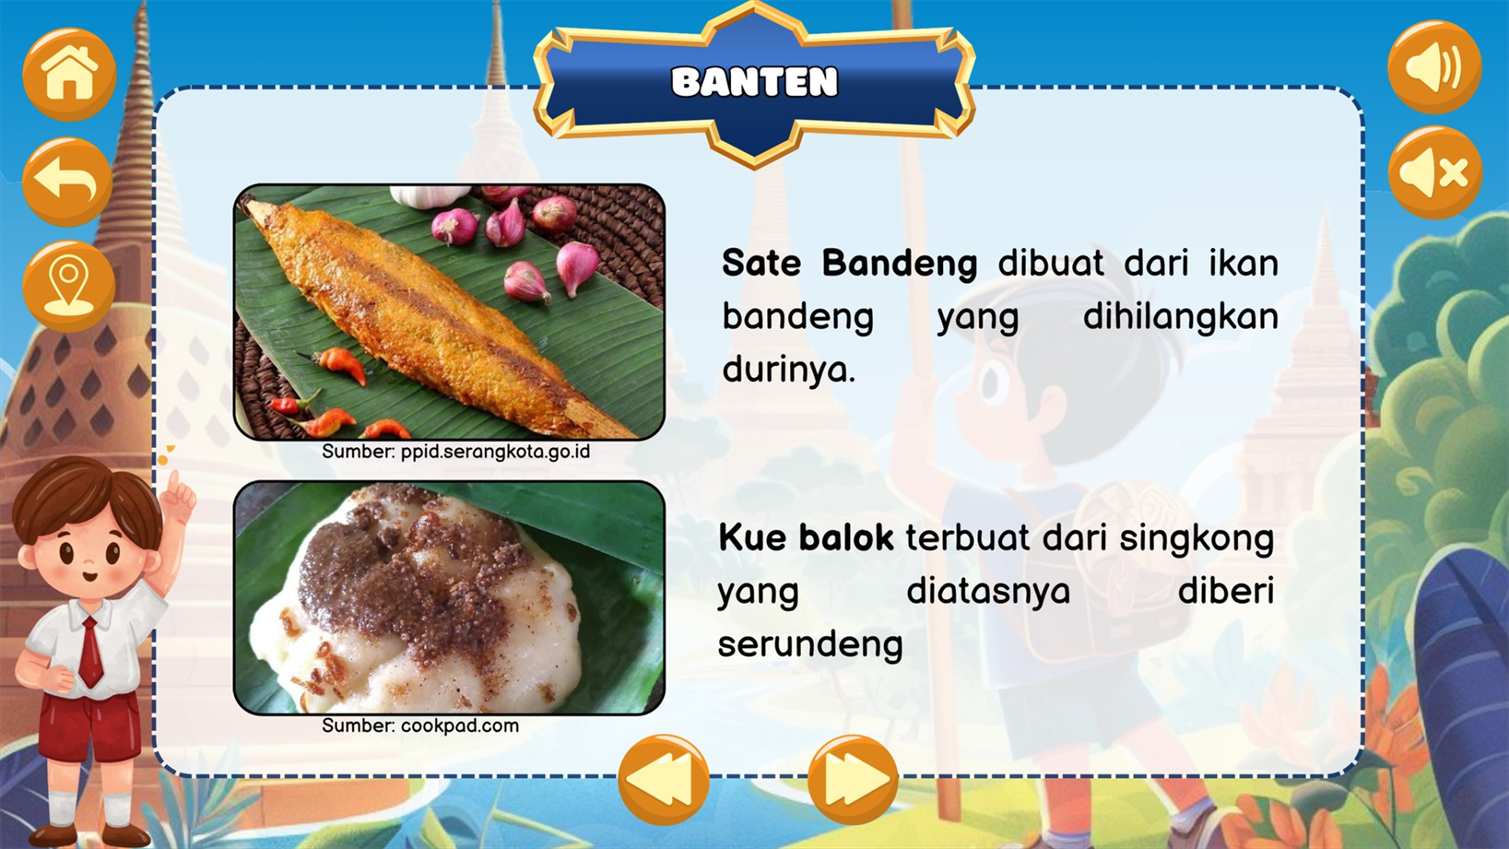 BANTEN
Sate Bandeng dibuat dari ikan
bandeng yang dihilangkan
durinya.
Sumber: ppid.serangkota.go.id
Kue balok terbuat dari singkong
yang diatasnya diberi
serundeng
Sumber: cookpad.com